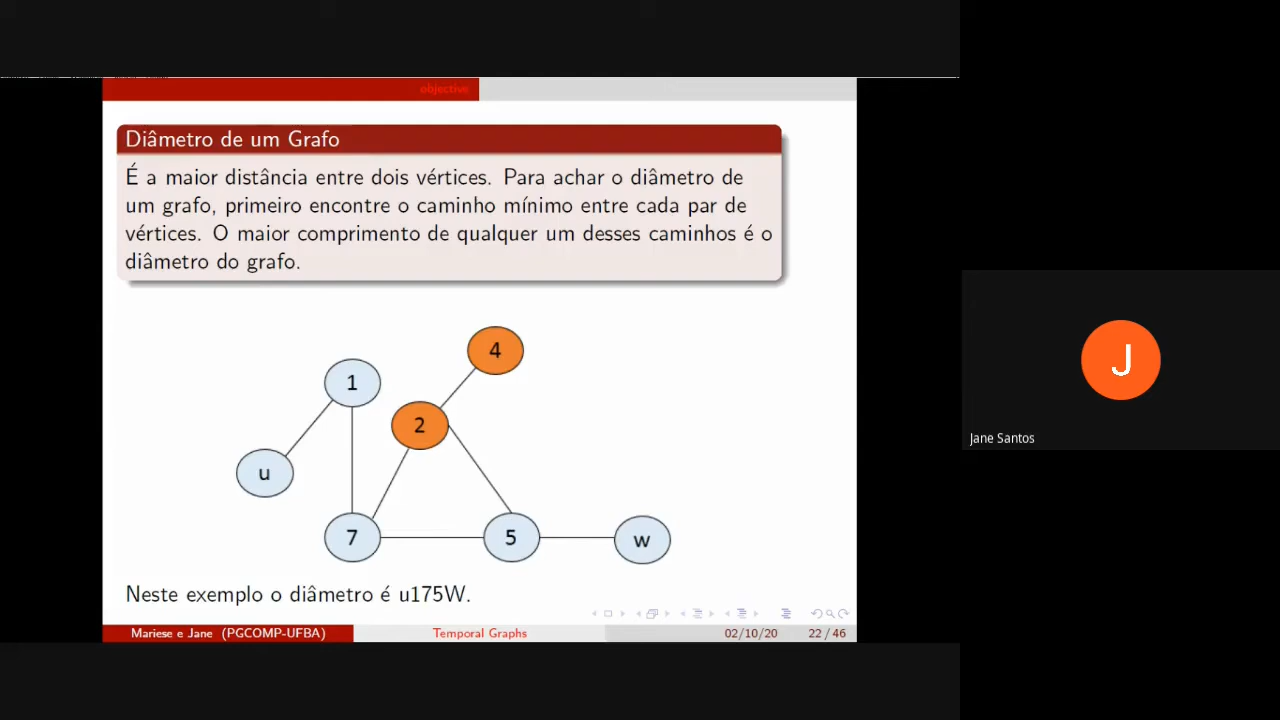 objective
Diâmetro de um Grafo
É a maior distância entre dois vértices. Para achar o diâmetro de
um grafo, primeiro encontre o caminho mínimo entre cada par de
vértices. O maior comprimento de qualquer um desses caminhos é o
diâmetro do grafo.
4
1
2
u
7
5
w
Neste exemplo o diâmetro é u175W.
Mariese e Jane (PGCOMP-UFBA)
Temporal Graphs
02/10/20
22 / 46
J
Jane Santos